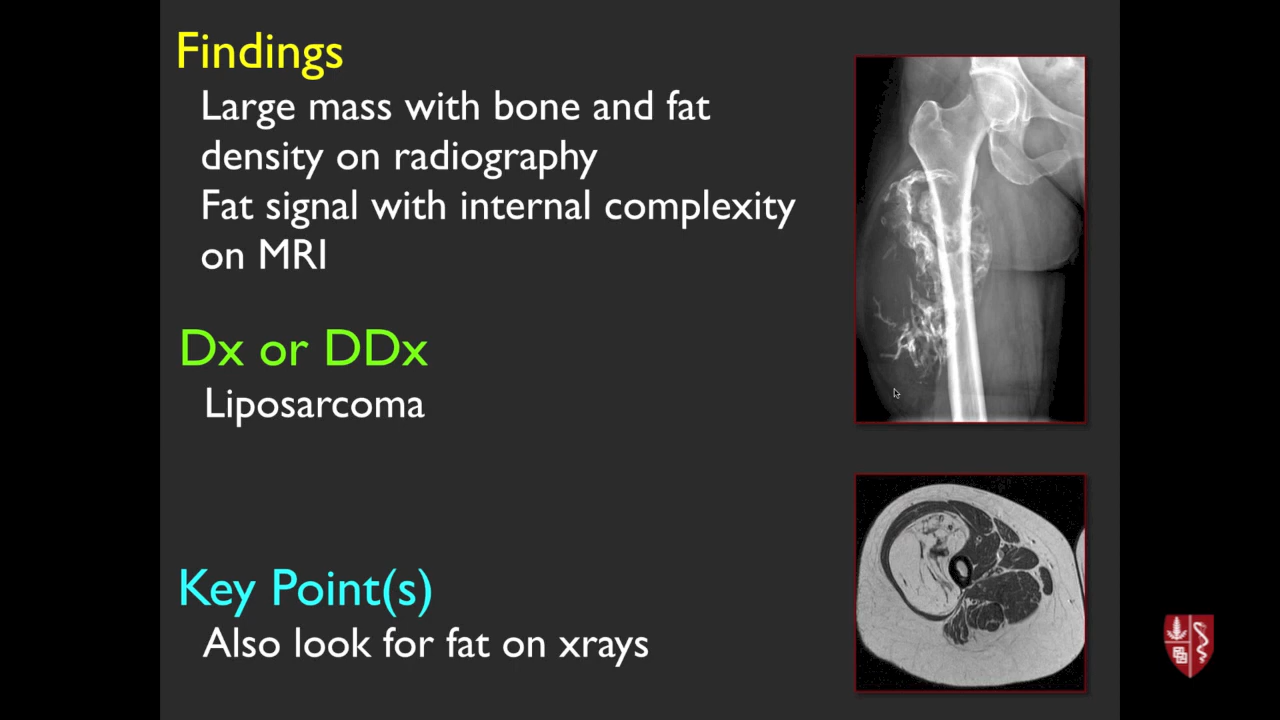 Findings
Large mass with bone and fat
density on radiography
Fat signal with internal complexity
on MRI
Dx or DDx
Liposarcoma
Key Point(s)
Also look for fat on xrays